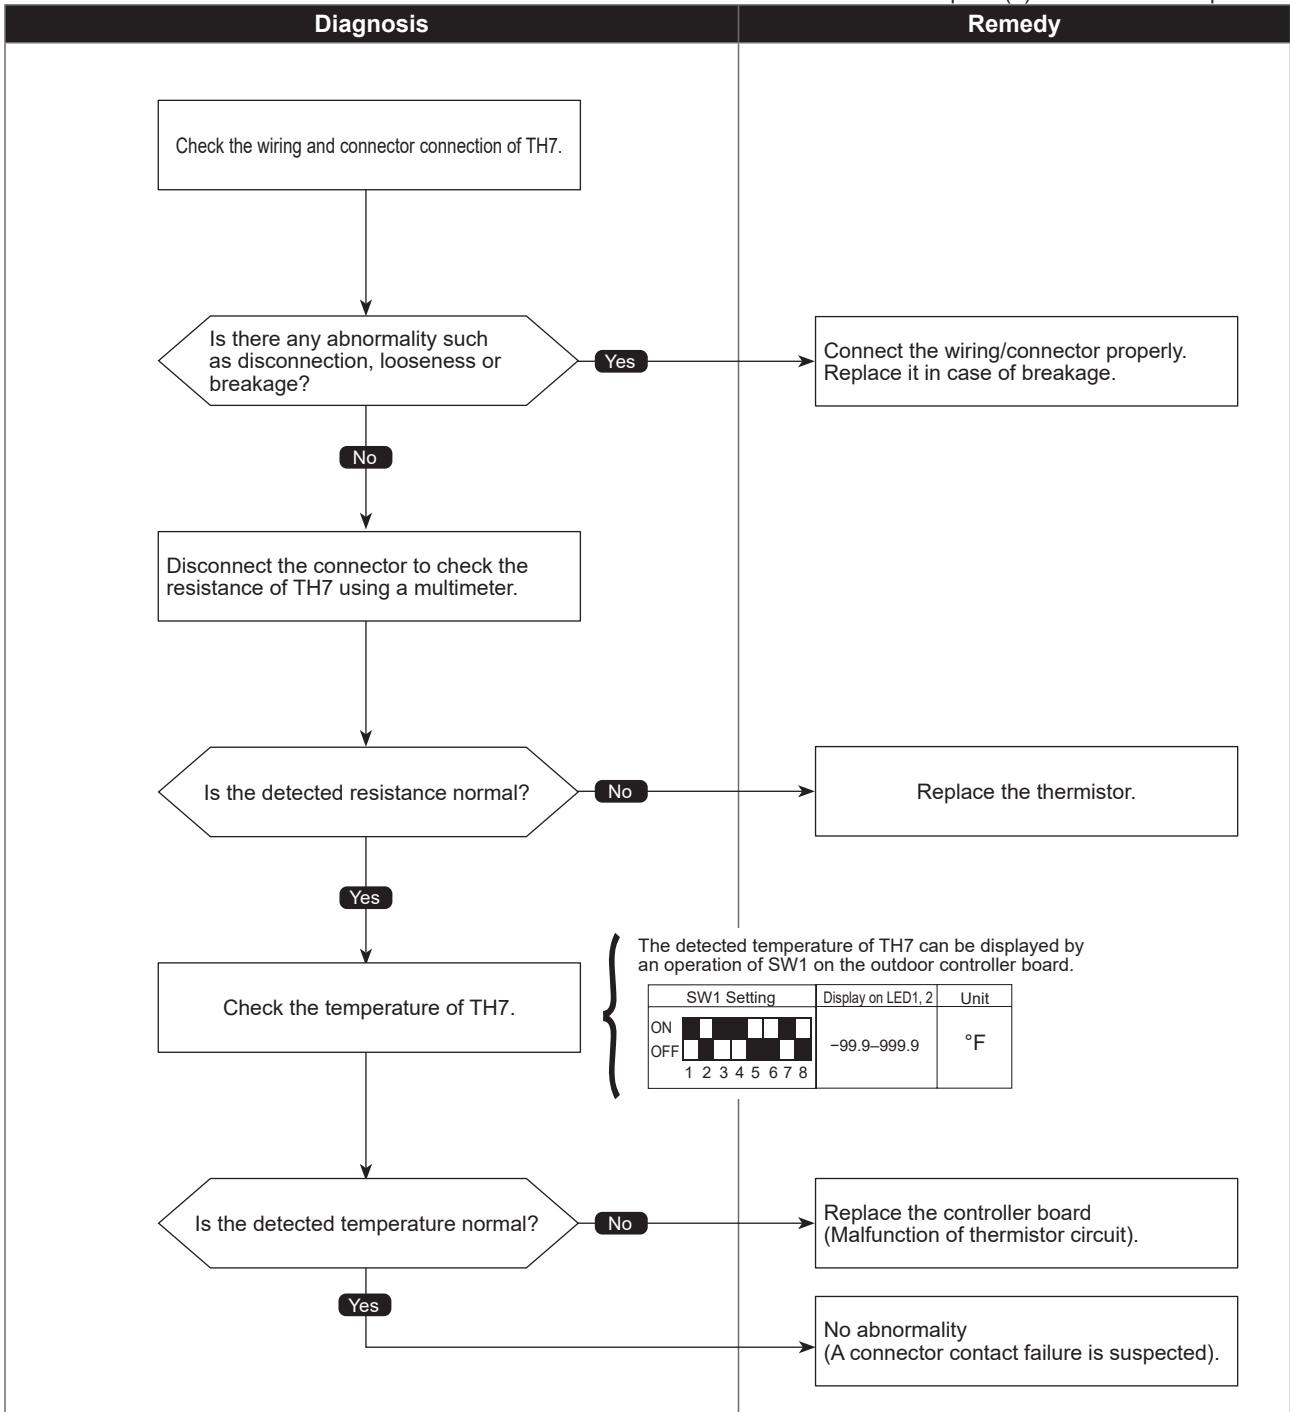 Diagnosis
Remedy
Check the wiring and connector connection of TH7.
Is there any abnormality such
as disconnection, looseness or
breakage?
Yes
Connect the wiring/connector properly.
Replace it in case of breakage.
No
Disconnect the connector to check the
resistance of TH7 using a multimeter.
Is the detected resistance normal?
No
Replace the thermistor.
Yes
Check the temperature of TH7.
The detected temperature of TH7 can be displayed by
an operation of SW1 on the outdoor controller board.
SW1 Setting
Display on LED1, 2
Unit
ON
OFF
1 2 3 4 5 6 7 8
−99.9–999.9
°F
Is the detected temperature normal?
No
Replace the controller board
(Malfunction of thermistor circuit).
Yes
No abnormality
(A connector contact failure is suspected).